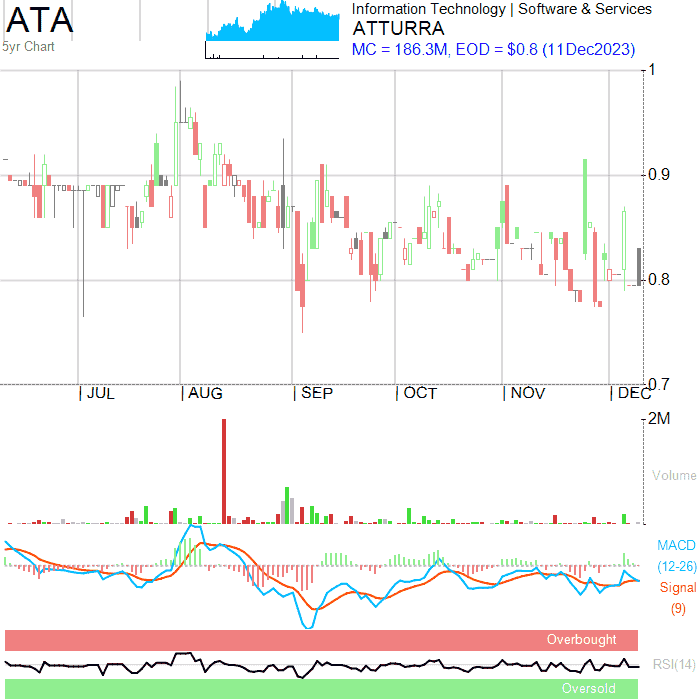 ATA
5yr Chart
Information Technology | Software & Services
ATTURRA
MC = 186.3M, EOD = $0.8 (11Dec2023)
1
0.9
0.8
0.7
JUL
AUG
SEP
OCT
NOV
DEC
2M
Volume
MACD
(12-26)
Signal
(9)
Overbought
RSI(14)
Oversold